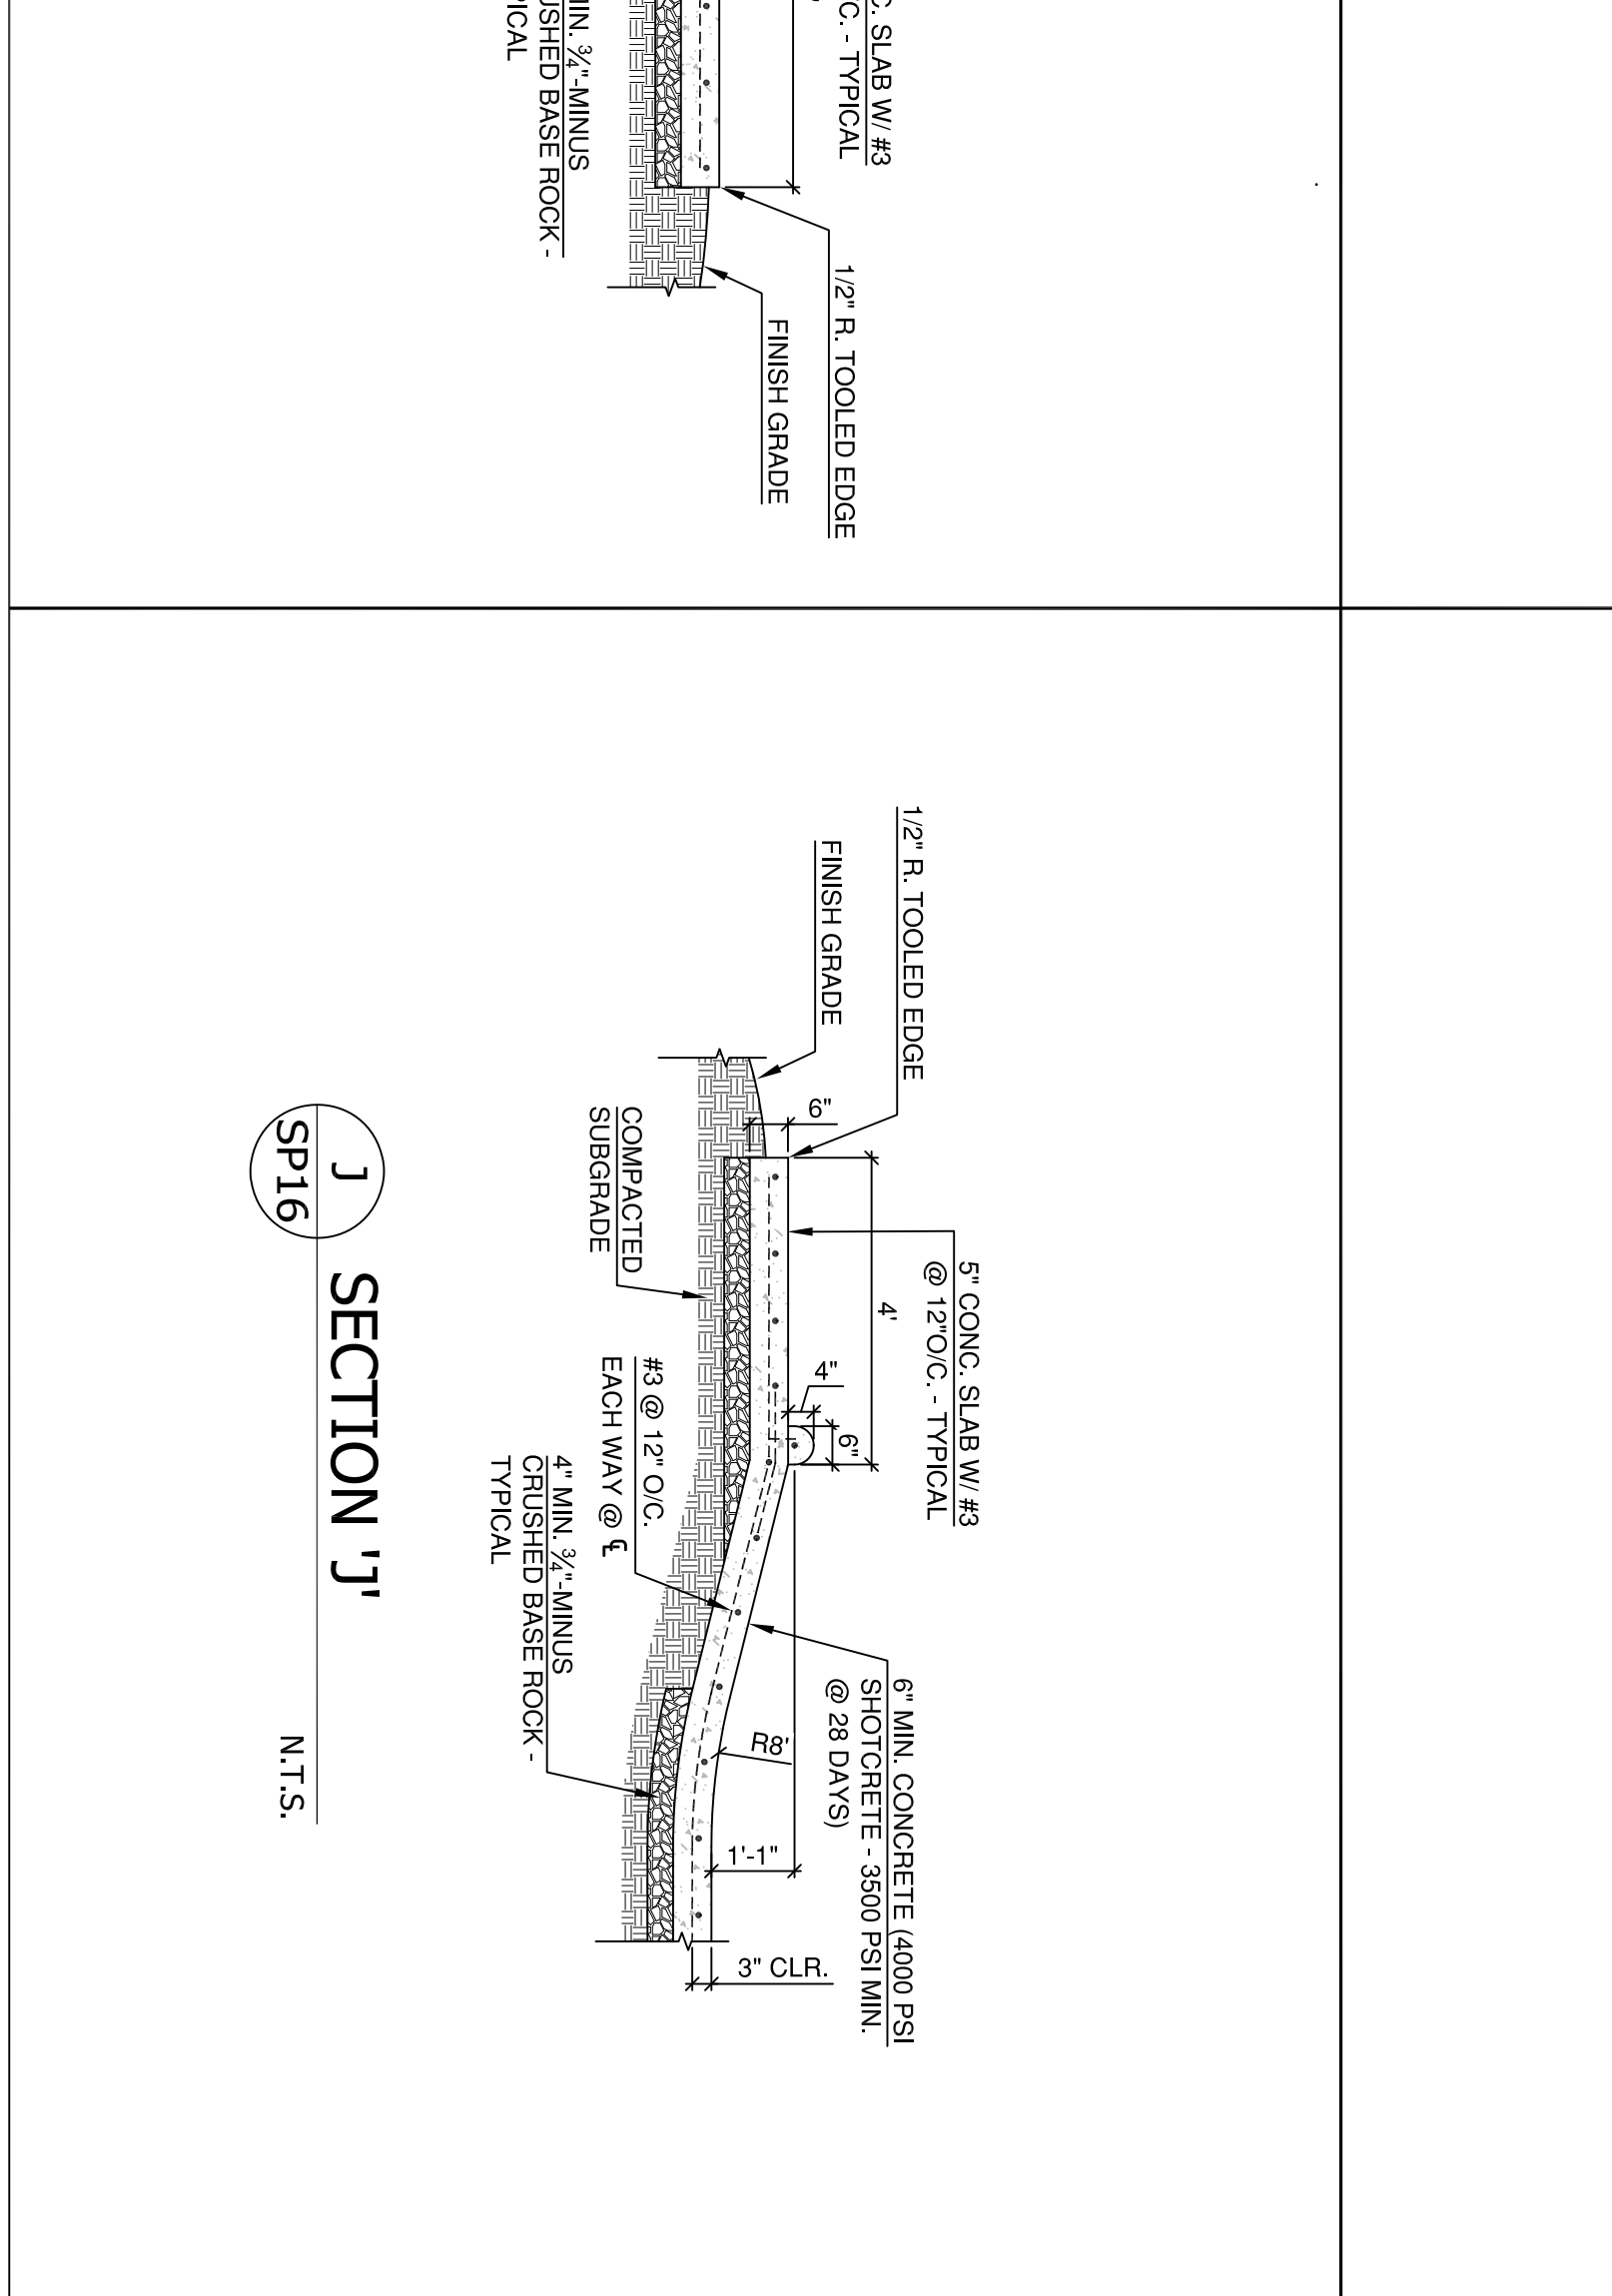 C. SLAB W/ #3
C. - TYPICAL
1/2" R. TOOLED EDGE
FINISH GRADE
IN. 3⁄4"-MINUS
USHED BASE ROCK -
PICAL
1/2" R. TOOLED EDGE
FINISH GRADE
6"
5" CONC. SLAB W/ #3
@ 12"O/C. - TYPICAL
4'
4"
6"
6" MIN. CONCRETE (4000 PSI
SHOTCRETE - 3500 PSI MIN.
@ 28 DAYS)
R8'
1'-1"
3" CLR.
COMPACTED
SUBGRADE
#3 @ 12" O/C.
EACH WAY @ ℄
4" MIN. 3⁄4"-MINUS
CRUSHED BASE ROCK -
TYPICAL
J
SP16
SECTION 'J'
N.T.S.